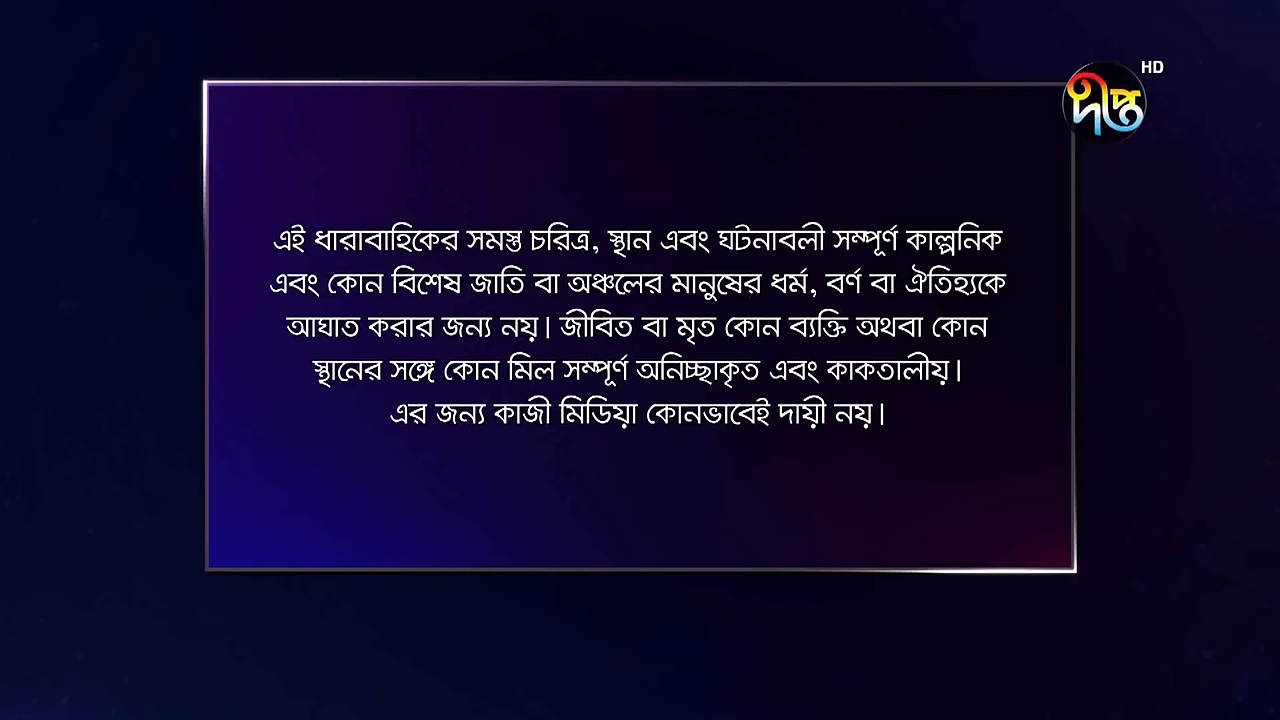 HD
দীপ্ত
এই ধারাবাহিকের সমস্ত চরিত্র, স্থান এবং ঘটনাবলী সম্পূর্ণ কাল্পনিক
এবং কোন বিশেষ জাতি বা অঞ্চলের মানুষের ধর্ম, বর্ণ বা ঐতিহ্যকে
আঘাত করার জন্য নয়। জীবিত বা মৃত কোন ব্যক্তি অথবা কোন
স্থানের সঙ্গে কোন মিল সম্পূর্ণ অনিচ্ছাকৃত এবং কাকতালীয়।
এর জন্য কাজী মিডিয়া কোনভাবেই দায়ী নয়।